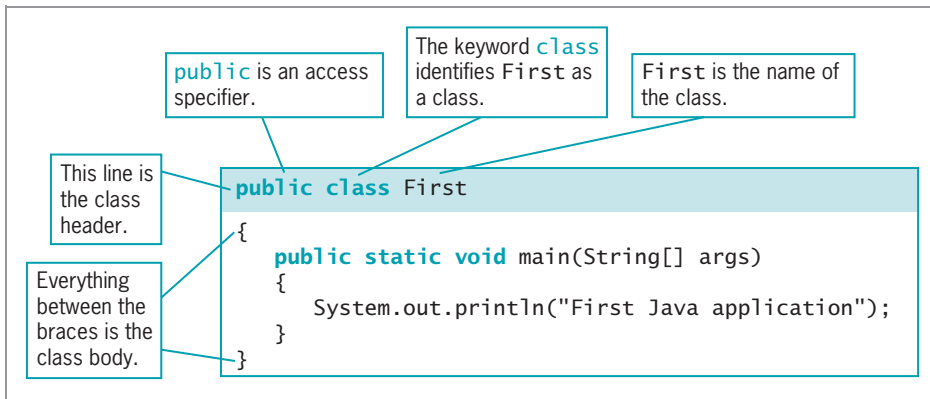 public is an access
specifier.
The keyword class
identifies First as
a class.
First is the name of
the class.
This line is
the class
header.
public class First
{
public static void main(String[] args)
{
System.out.println("First Java application");
}
}
Everything
between the
braces is the
class body.